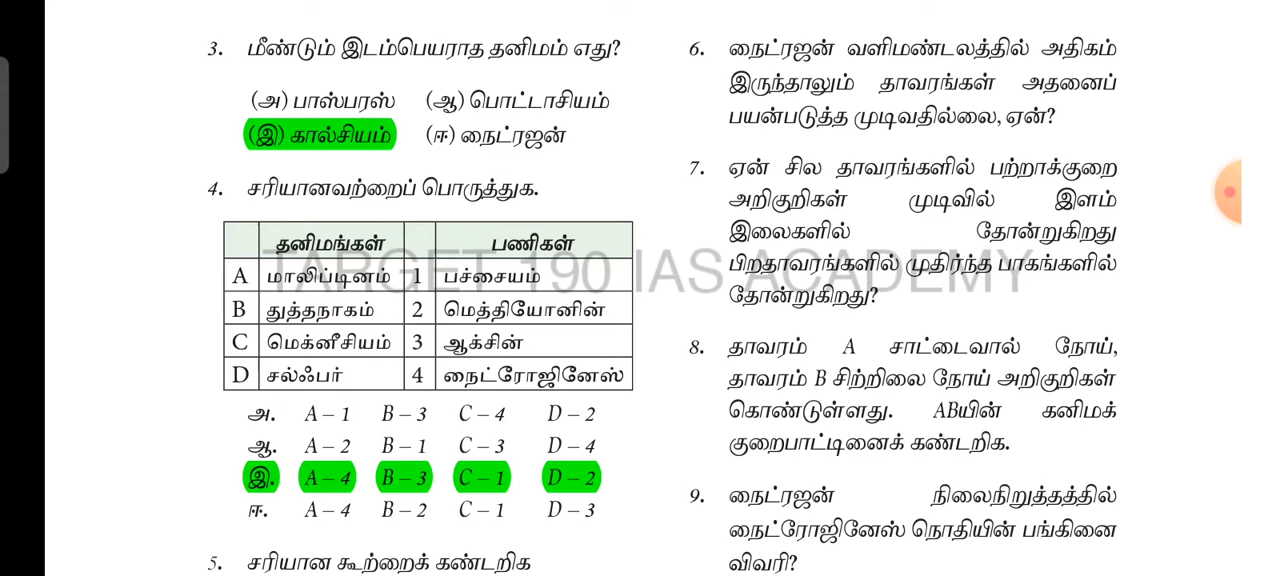 3. மீண்டும் இடம்பெயராத தனிமம் எது?
(அ) பாஸ்பரஸ் (ஆ) பொட்டாசியம்
(இ) கால்சியம் (ஈ) நைட்ரஜன்
4. சரியானவற்றைப் பொருத்துக.
தனிமங்கள் பணிகள்
A மாலிப்டினம் 1 பச்சையம்
B துத்தநாகம் 2 மெத்தியோனின்
C மெக்னீசியம் 3 ஆக்சின்
D சல்ஃபர் 4 நைட்ரோஜினேஸ்
அ. A – 1 B – 3 C – 4 D – 2
ஆ. A – 2 B – 1 C – 3 D – 4
இ. A – 4 B – 3 C – 1 D – 2
ஈ. A – 4 B – 2 C – 1 D – 3
5. சரியான கூற்றைக் கண்டறிக
6. நைட்ரஜன் வளிமண்டலத்தில் அதிகம்
இருந்தாலும் தாவரங்கள் அதனைப்
பயன்படுத்த முடிவதில்லை, ஏன்?
7. ஏன் சில தாவரங்களில் பற்றாக்குறை
அறிகுறிகள் முடிவில் இளம்
இலைகளில் தோன்றுகிறது
பிறதாவரங்களில் முதிர்ந்த பாகங்களில்
தோன்றுகிறது?
8. தாவரம் A சாட்டைவால் நோய்,
தாவரம் B சிற்றிலை நோய் அறிகுறிகள்
கொண்டுள்ளது. ABயின் கனிமக்
குறைபாட்டினைக் கண்டறிக.
9. நைட்ரஜன் நிலைநிறுத்தத்தில்
நைட்ரோஜினேஸ் நொதியின் பங்கினை
விவரி?
TARGET 190 IAS ACADEMY